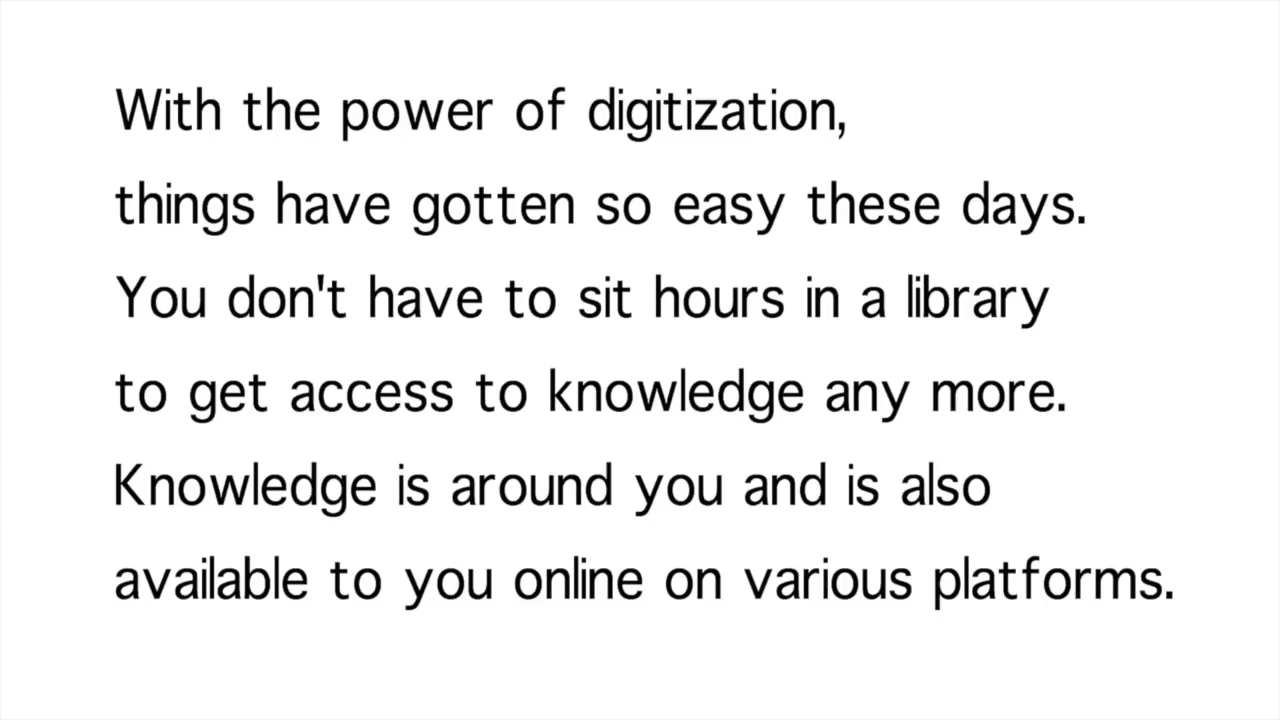 With the power of digitization,
things have gotten so easy these days.
You don't have to sit hours in a library
to get access to knowledge any more.
Knowledge is around you and is also
available to you online on various platforms.